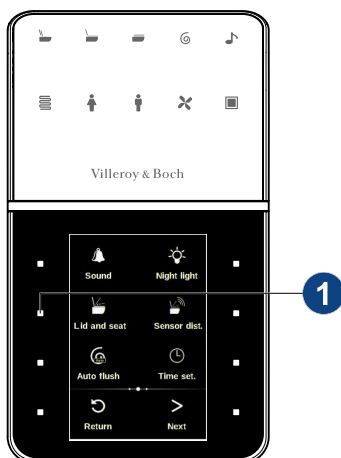 Villeroy & Boch
Sound Night light
Lid and seat Sensor dist.
1
Auto flush Time set.
Return Next